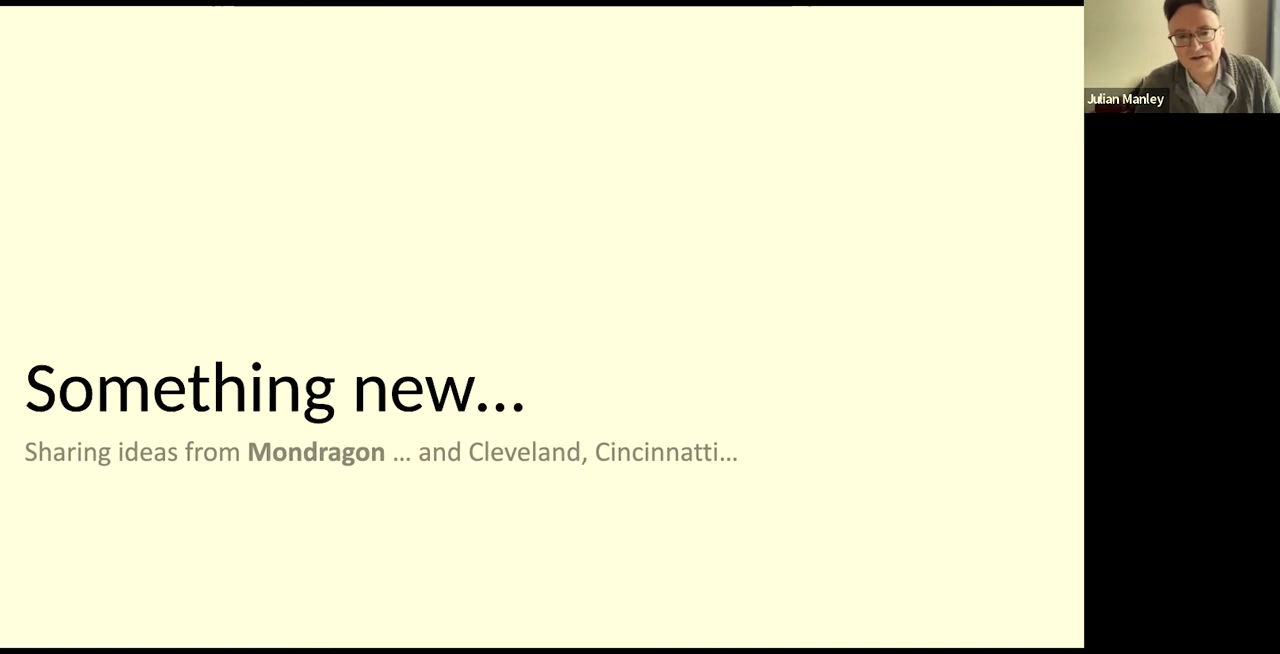 Something new...
Sharing ideas from Mondragon ... and Cleveland, Cincinnatti...
Julian Manley